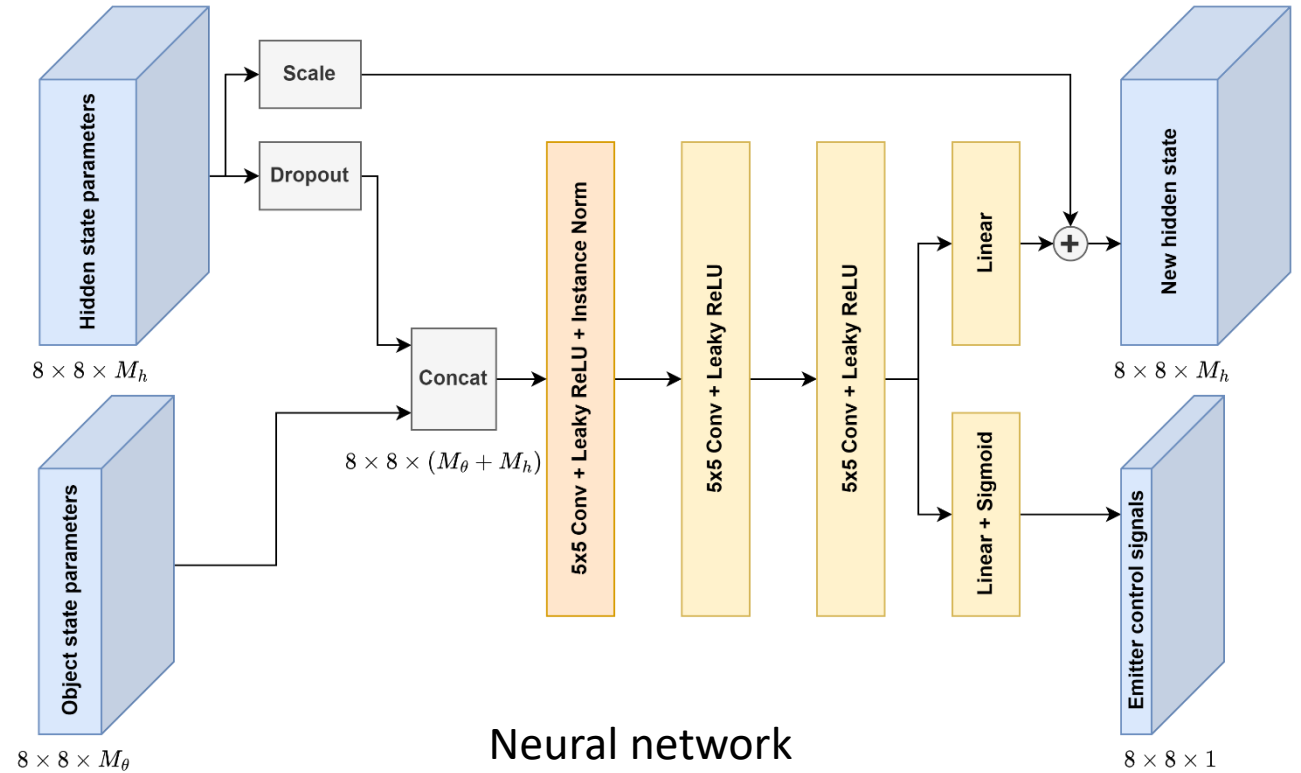 Hidden state parameters
8 × 8 × M_h
Scale
Dropout
Object state parameters
8 × 8 × M_θ
Concat
8 × 8 × (M_θ + M_h)
5x5 Conv + Leaky ReLU + Instance Norm
5x5 Conv + Leaky ReLU
5x5 Conv + Leaky ReLU
Linear
Linear + Sigmoid
+
New hidden state
8 × 8 × M_h
Emitter control signals
8 × 8 × 1
Neural network